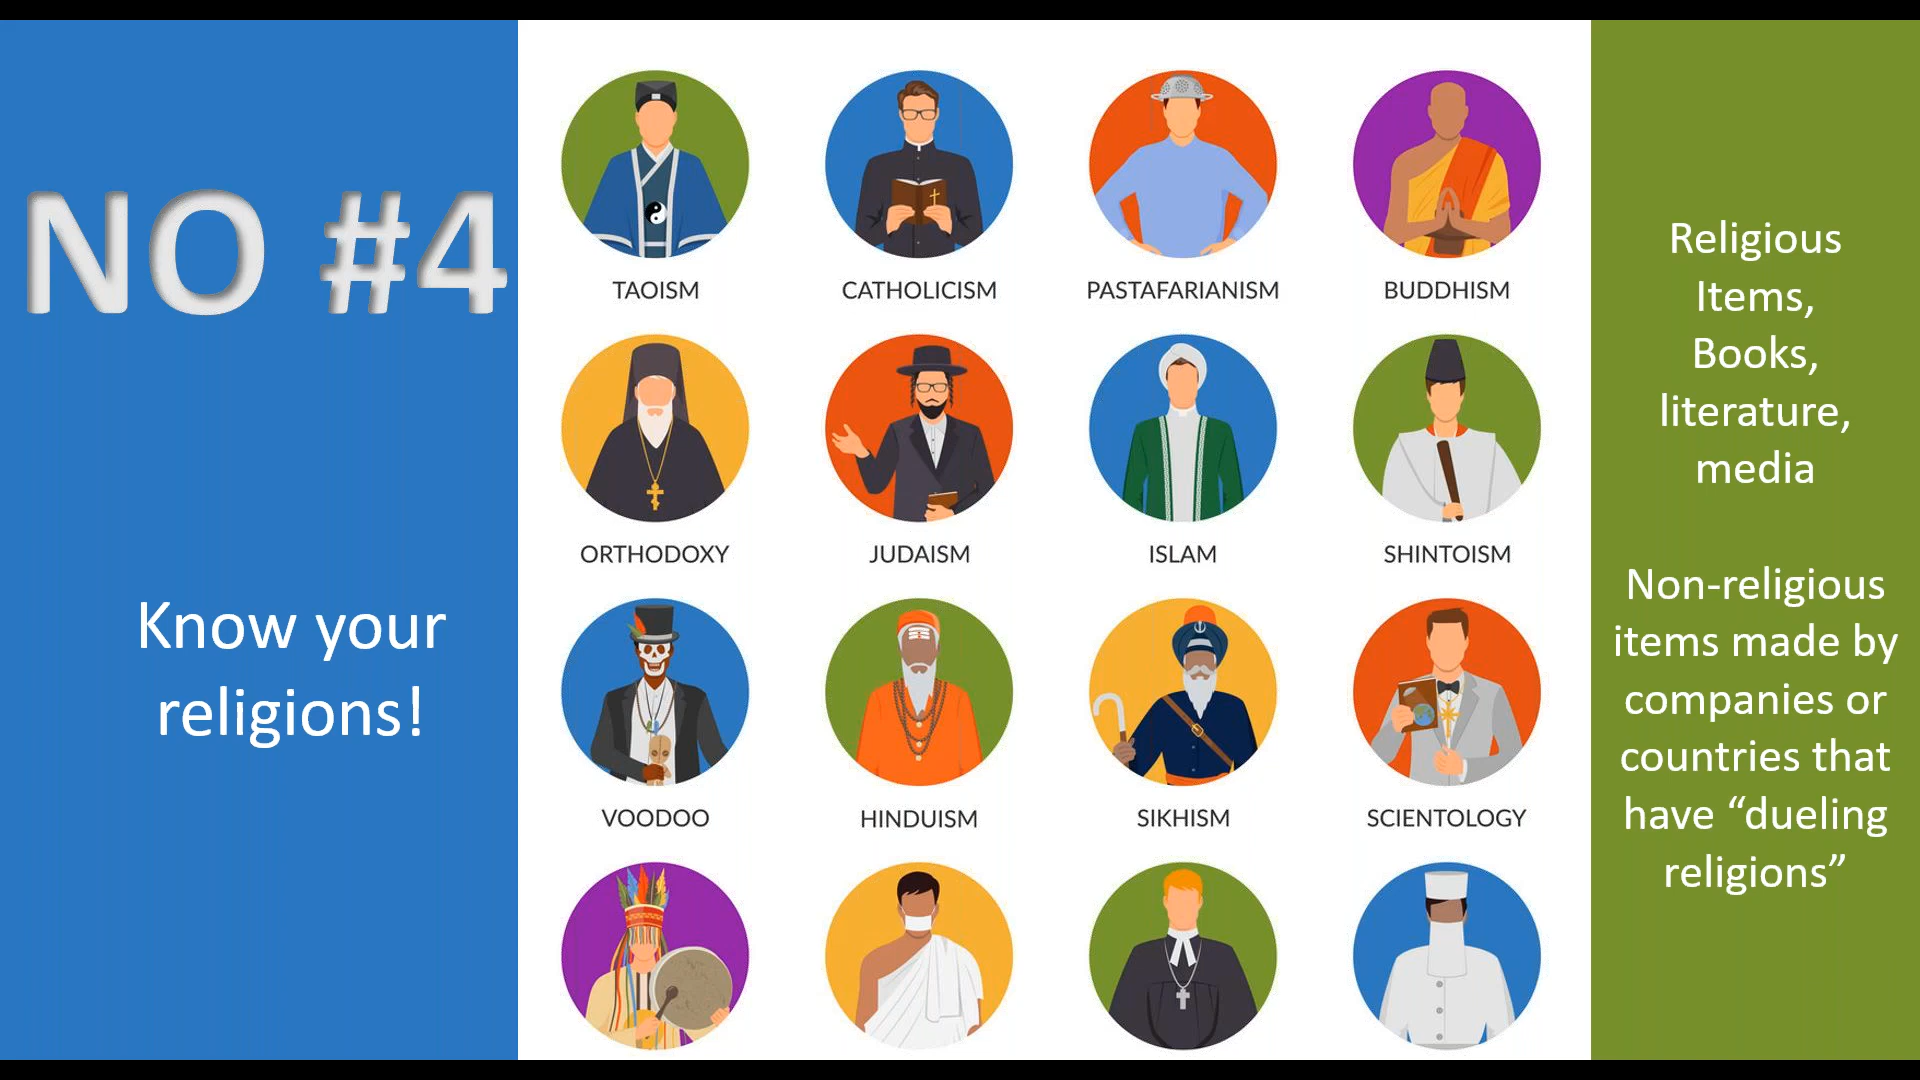 NO #4
Know your
religions!
TAOISM
CATHOLICISM
PASTAFARIANISM
BUDDHISM
ORTHODOXY
JUDAISM
ISLAM
SHINTOISM
VOODOO
HINDUISM
SIKHISM
SCIENTOLOGY
Religious
Items,
Books,
literature,
media
Non-religious
items made by
companies or
countries that
have “dueling
religions”